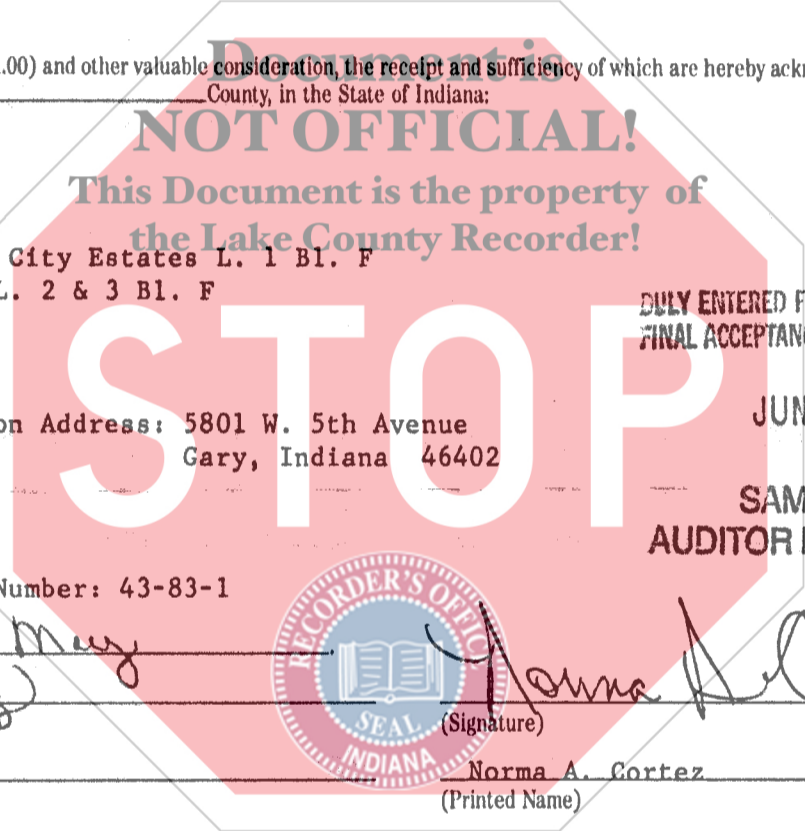 Document is
.00) and other valuable consideration, the receipt and sufficiency of which are hereby ackn
County, in the State of Indiana:
NOT OFFICIAL!
This Document is the property of
the Lake County Recorder!
City Estates L. 1 Bl. F
L. 2 & 3 Bl. F
DULY ENTERED F
FINAL ACCEPTANC
STOP
JUN
on Address: 5801 W. 5th Avenue
Gary, Indiana 46402
SAM
AUDITOR
Number: 43-83-1
RECORDER'S OFFICE
SEAL
INDIANA
May
Norma A.
(Signature)
Norma A. Cortez
(Printed Name)